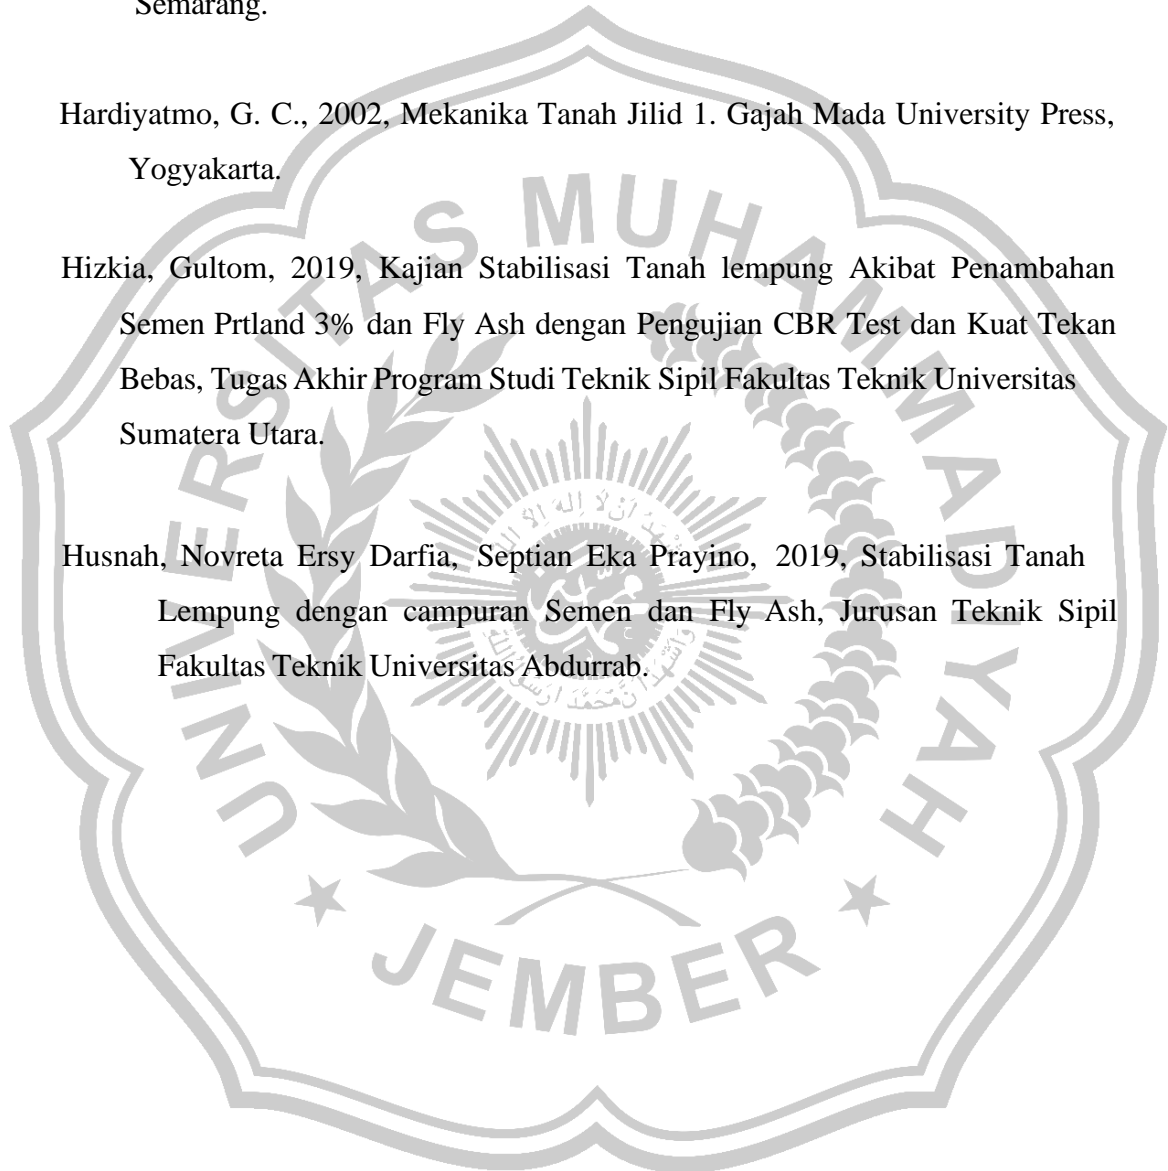 Semarang.
Hardiyatmo, G. C., 2002, Mekanika Tanah Jilid 1. Gajah Mada University Press,
Yogyakarta.
Hizkia, Gultom, 2019, Kajian Stabilisasi Tanah lempung Akibat Penambahan
Semen Prtland 3% dan Fly Ash dengan Pengujian CBR Test dan Kuat Tekan
Bebas, Tugas Akhir Program Studi Teknik Sipil Fakultas Teknik Universitas
Sumatera Utara.
Husnah, Novreta Ersy Darfia, Septian Eka Prayino, 2019, Stabilisasi Tanah
Lempung dengan campuran Semen dan Fly Ash, Jurusan Teknik Sipil
Fakultas Teknik Universitas Abdurrab.
UNIVERSITAS MUHAMMADIYAH
JEMBER